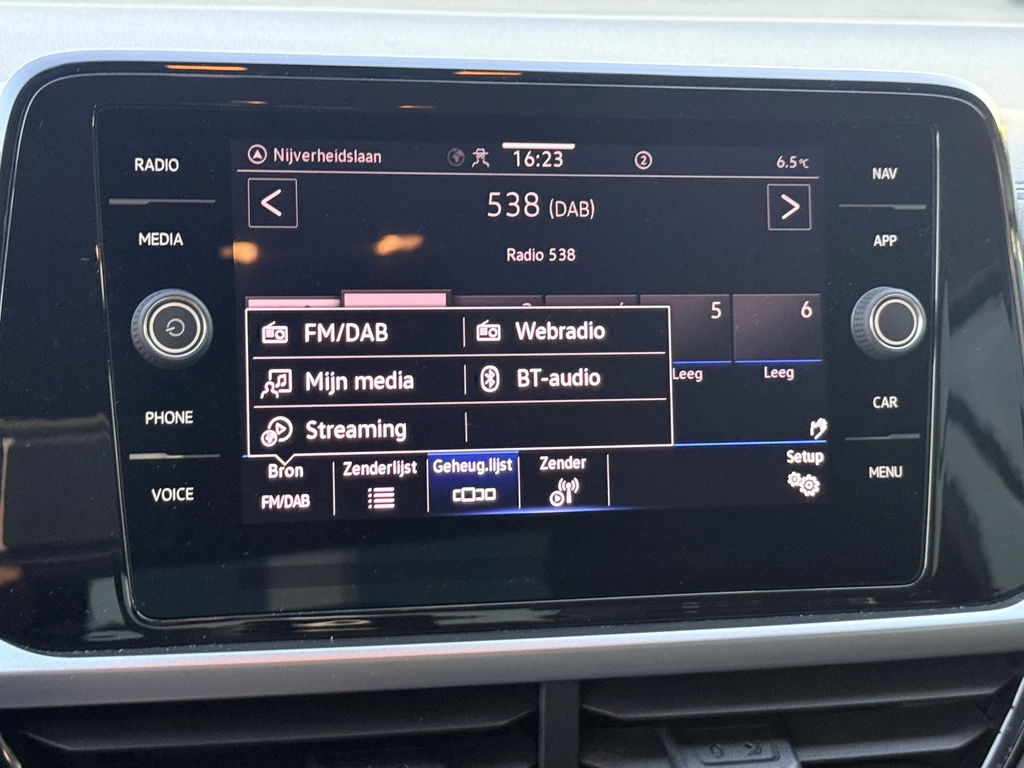 RADIO
MEDIA
PHONE
VOICE
Nijverheidslaan
16:23
2
6.5°C
<
538 (DAB)
>
Radio 538
5
6
Leeg
Leeg
FM/DAB
Webradio
Mijn media
BT-audio
Streaming
Bron
FM/DAB
Zenderlijst
Geheug.lijst
Zender
Setup
NAV
APP
CAR
MENU